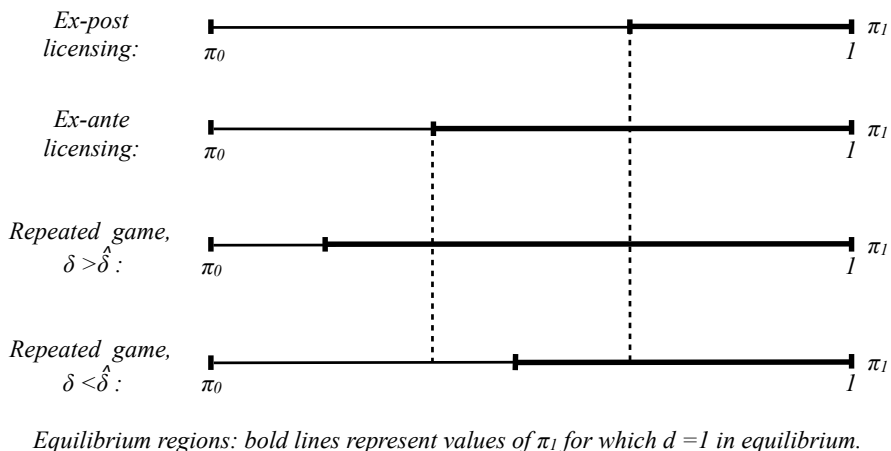 Ex-post
licensing:
π₀
1
π₁
Ex-ante
licensing:
π₀
1
π₁
Repeated game,
δ > δ̂ :
π₀
1
π₁
Repeated game,
δ < δ̂ :
π₀
1
π₁
Equilibrium regions: bold lines represent values of π₁ for which d = 1 in equilibrium.